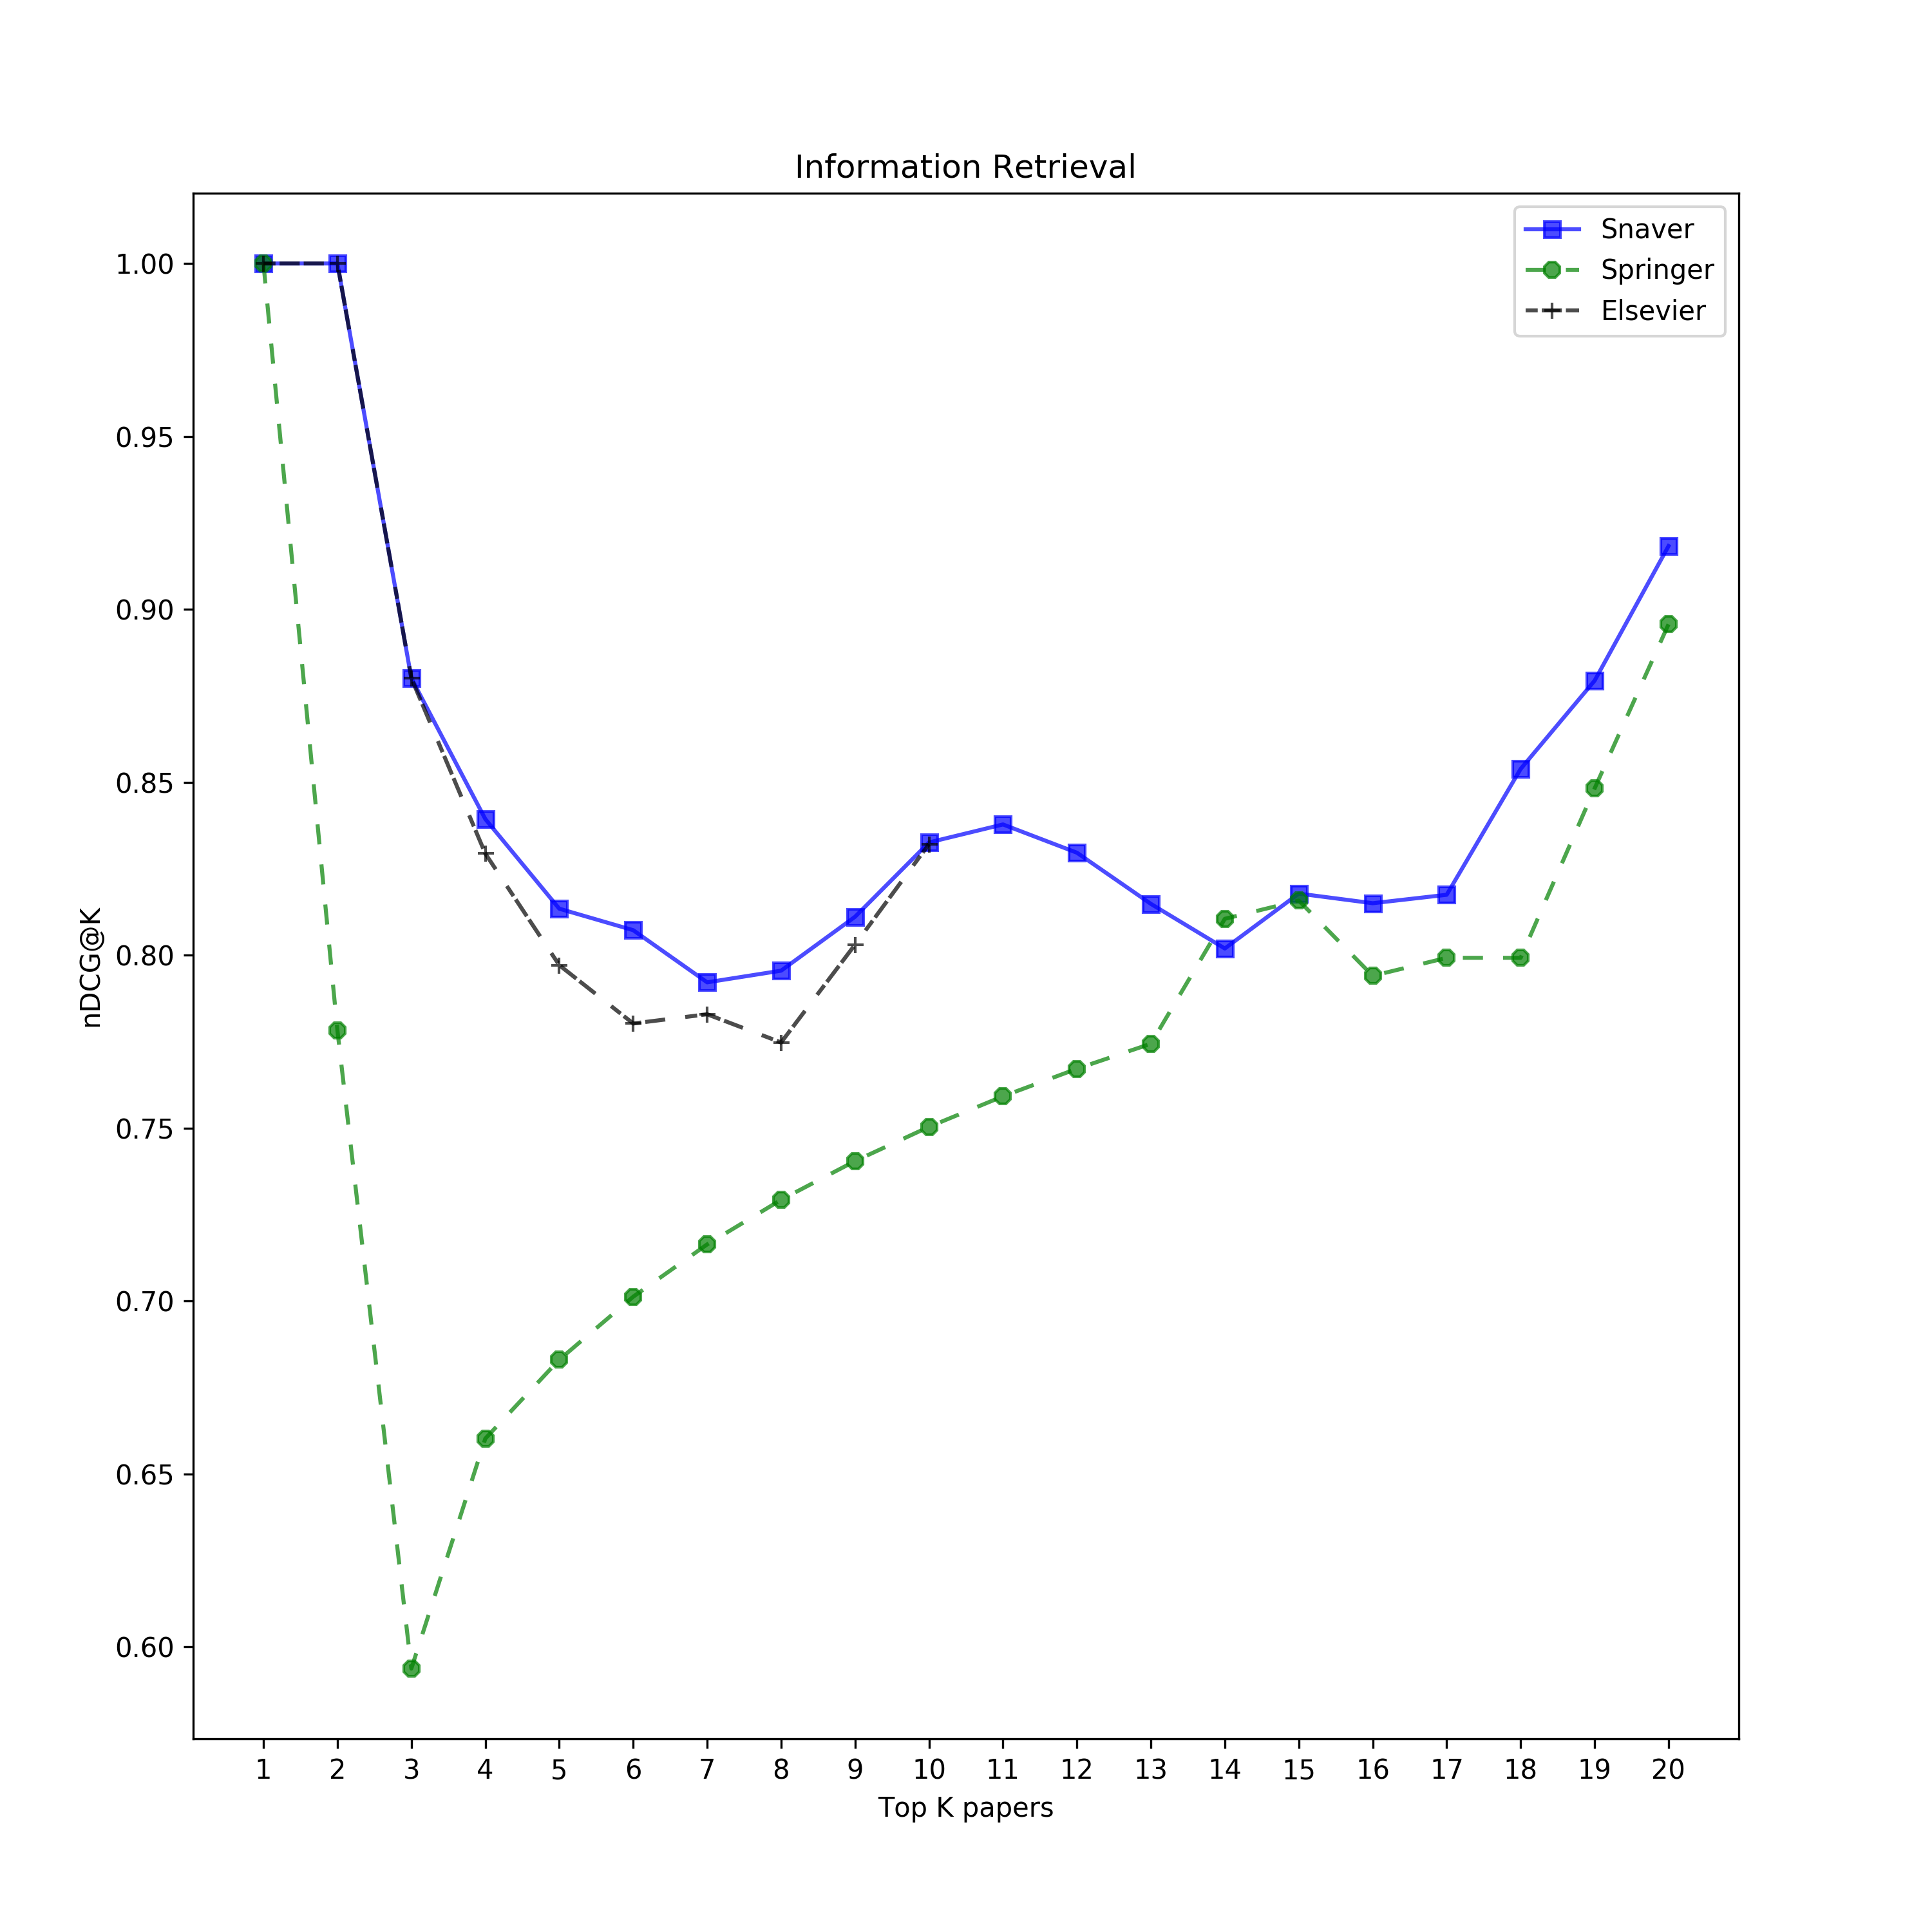 Information Retrieval
Snaver
Springer
Elsevier
1.00
0.95
0.90
0.85
0.80
0.75
0.70
0.65
0.60
nDCG@K
1 2 3 4 5 6 7 8 9 10 11 12 13 14 15 16 17 18 19 20
Top K papers